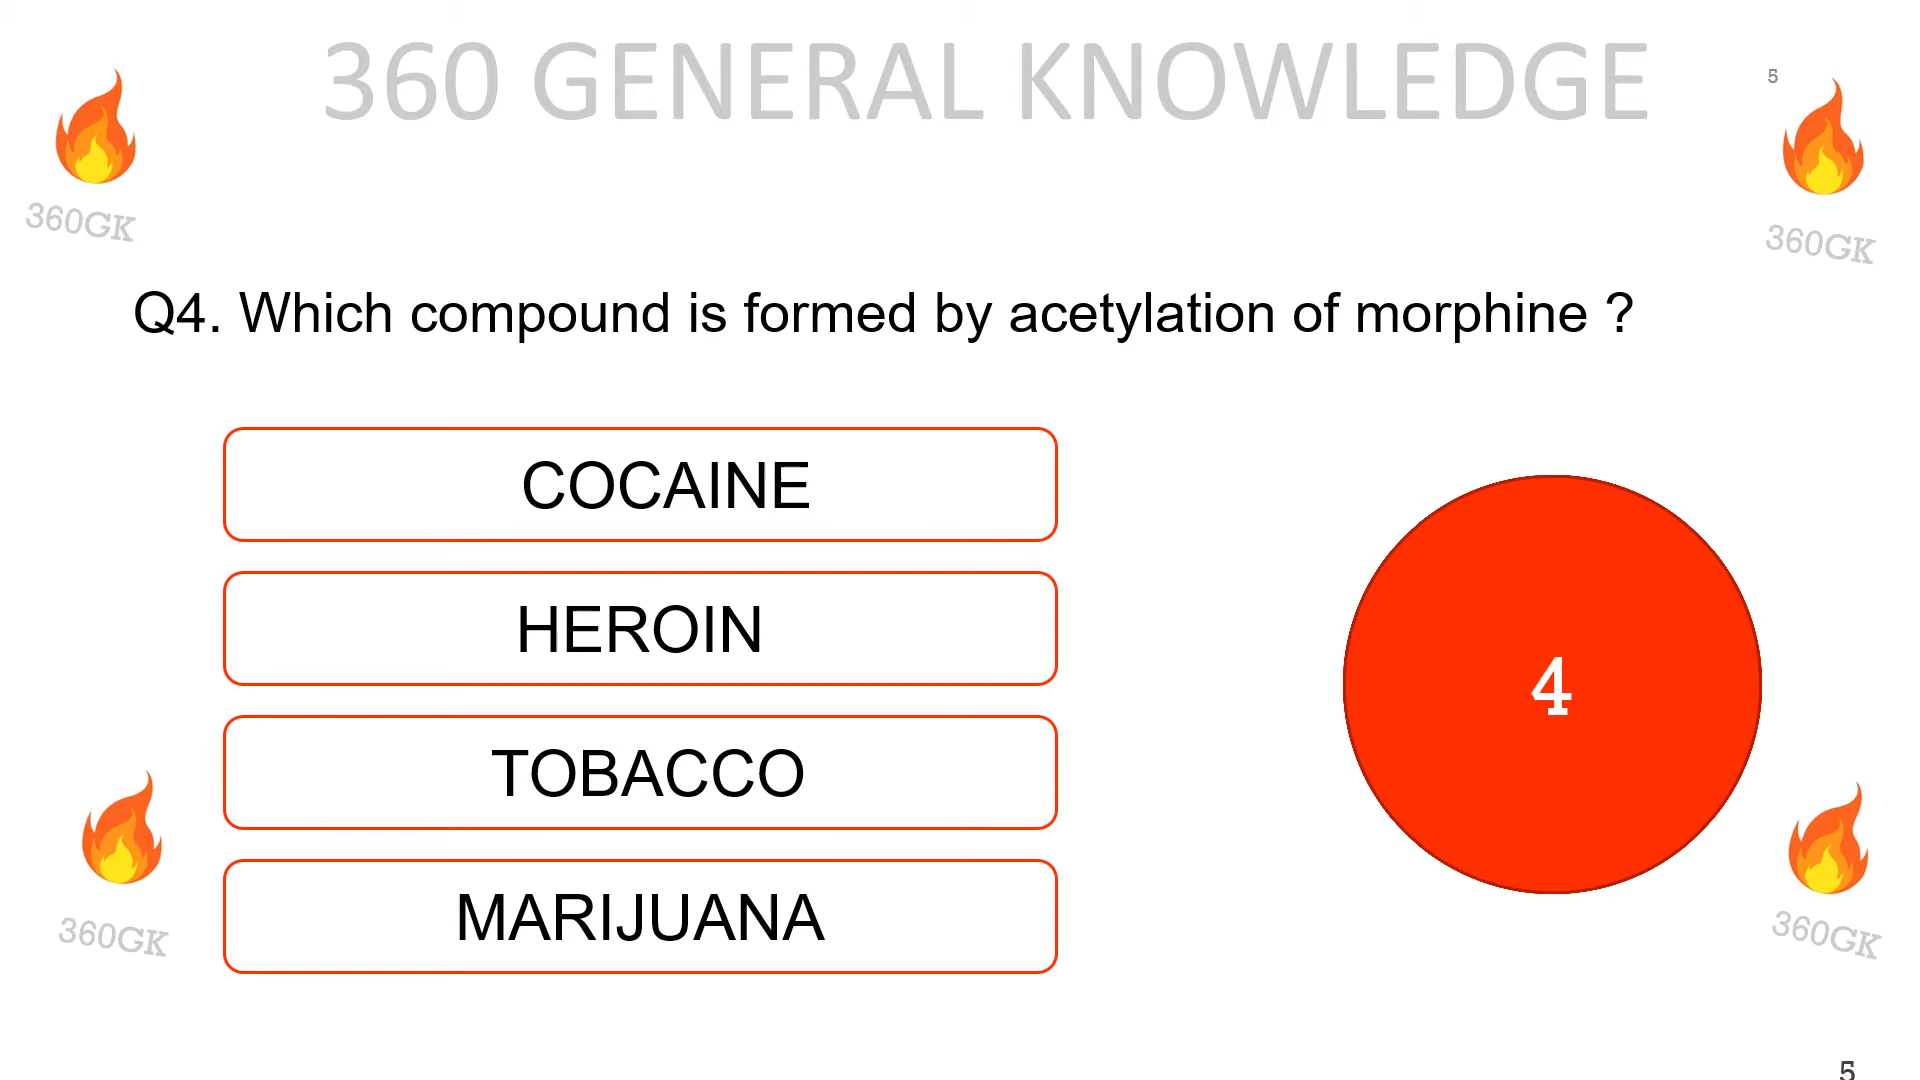 360 GENERAL KNOWLEDGE
5
360GK
360GK
Q4. Which compound is formed by acetylation of morphine ?
COCAINE
HEROIN
4
TOBACCO
MARIJUANA
360GK
360GK
5